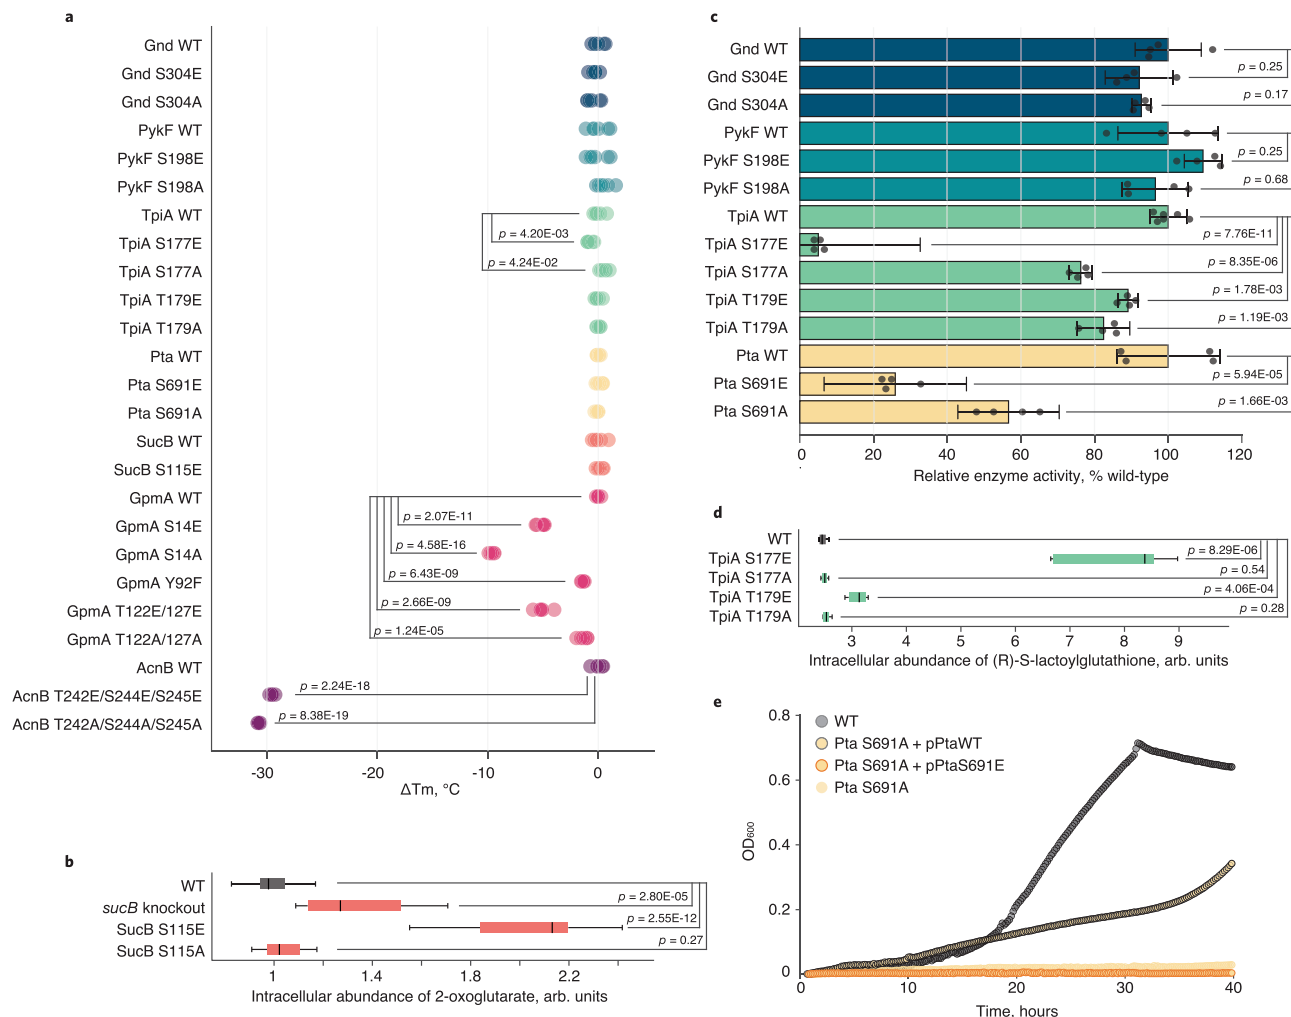 a
Gnd WT
Gnd S304E
Gnd S304A
PykF WT
PykF S198E
PykF S198A
TpiA WT
TpiA S177E
TpiA S177A
TpiA T179E
TpiA T179A
Pta WT
Pta S691E
Pta S691A
SucB WT
SucB S115E
GpmA WT
GpmA S14E
GpmA S14A
GpmA Y92F
GpmA T122E/127E
GpmA T122A/127A
AcnB WT
AcnB T242E/S244E/S245E
AcnB T242A/S244A/S245A
p = 4.20E-03
p = 4.24E-02
p = 2.07E-11
p = 4.58E-16
p = 6.43E-09
p = 2.66E-09
p = 1.24E-05
p = 2.24E-18
p = 8.38E-19
-30 -20 -10 0
ΔTm, °C
b
WT
sucB knockout
SucB S115E
SucB S115A
p = 2.80E-05
p = 2.55E-12
p = 0.27
1 1.4 1.8 2.2
Intracellular abundance of 2-oxoglutarate, arb. units
c
Gnd WT
Gnd S304E
Gnd S304A
PykF WT
PykF S198E
PykF S198A
TpiA WT
TpiA S177E
TpiA S177A
TpiA T179E
TpiA T179A
Pta WT
Pta S691E
Pta S691A
p = 0.25
p = 0.17
p = 0.25
p = 0.68
p = 7.76E-11
p = 8.35E-06
p = 1.78E-03
p = 1.19E-03
p = 5.94E-05
p = 1.66E-03
0 20 40 60 80 100 120
Relative enzyme activity, % wild-type
d
WT
TpiA S177E
TpiA S177A
TpiA T179E
TpiA T179A
p = 8.29E-06
p = 0.54
p = 4.06E-04
p = 0.28
3 4 5 6 7 8 9
Intracellular abundance of (R)-S-lactoylglutathione, arb. units
e
WT
Pta S691A + pPtaWT
Pta S691A + pPtaS691E
Pta S691A
0.8
0.6
0.4
0.2
0
OD600
0 10 20 30 40
Time, hours